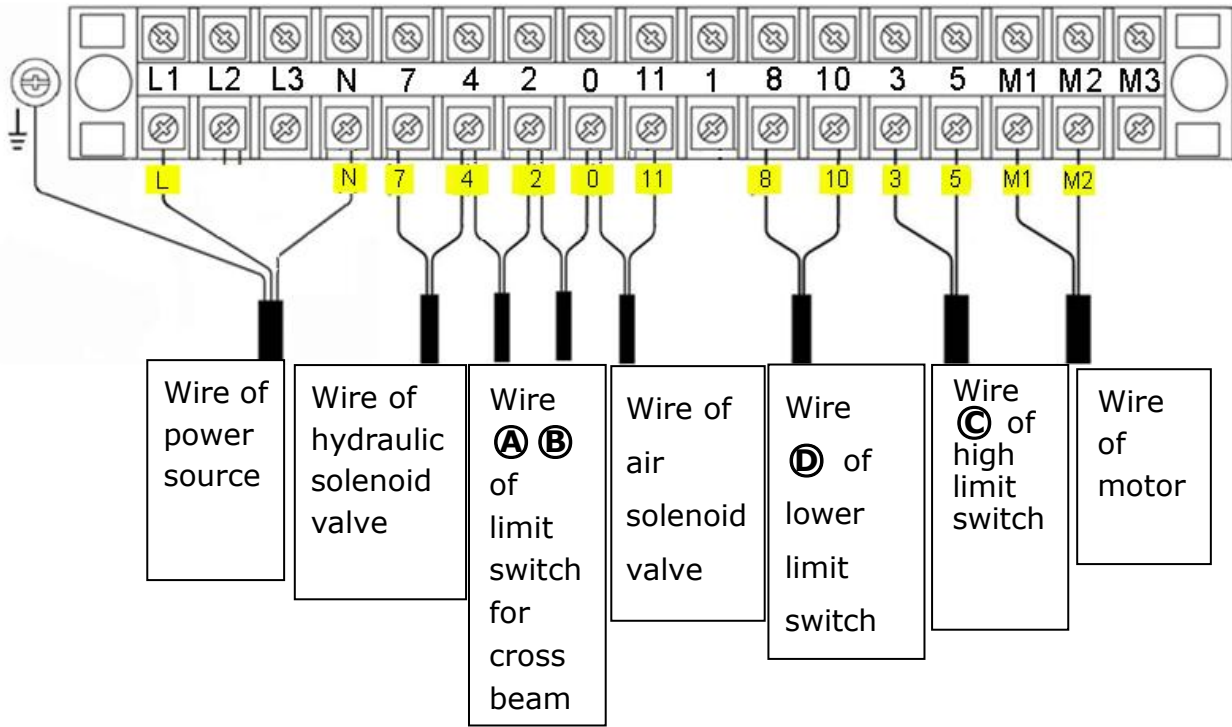 L1 L2 L3 N 7 4 2 0 11 1 8 10 3 5 M1 M2 M3
L N 7 4 2 0 11 8 10 3 5 M1 M2
Wire of
power
source
Wire of
hydraulic
solenoid
valve
Wire
Ⓐ Ⓑ
of
limit
switch
for
cross
beam
Wire of
air
solenoid
valve
Wire
Ⓓ of
lower
limit
switch
Wire
Ⓒ of
high
limit
switch
Wire
of
motor